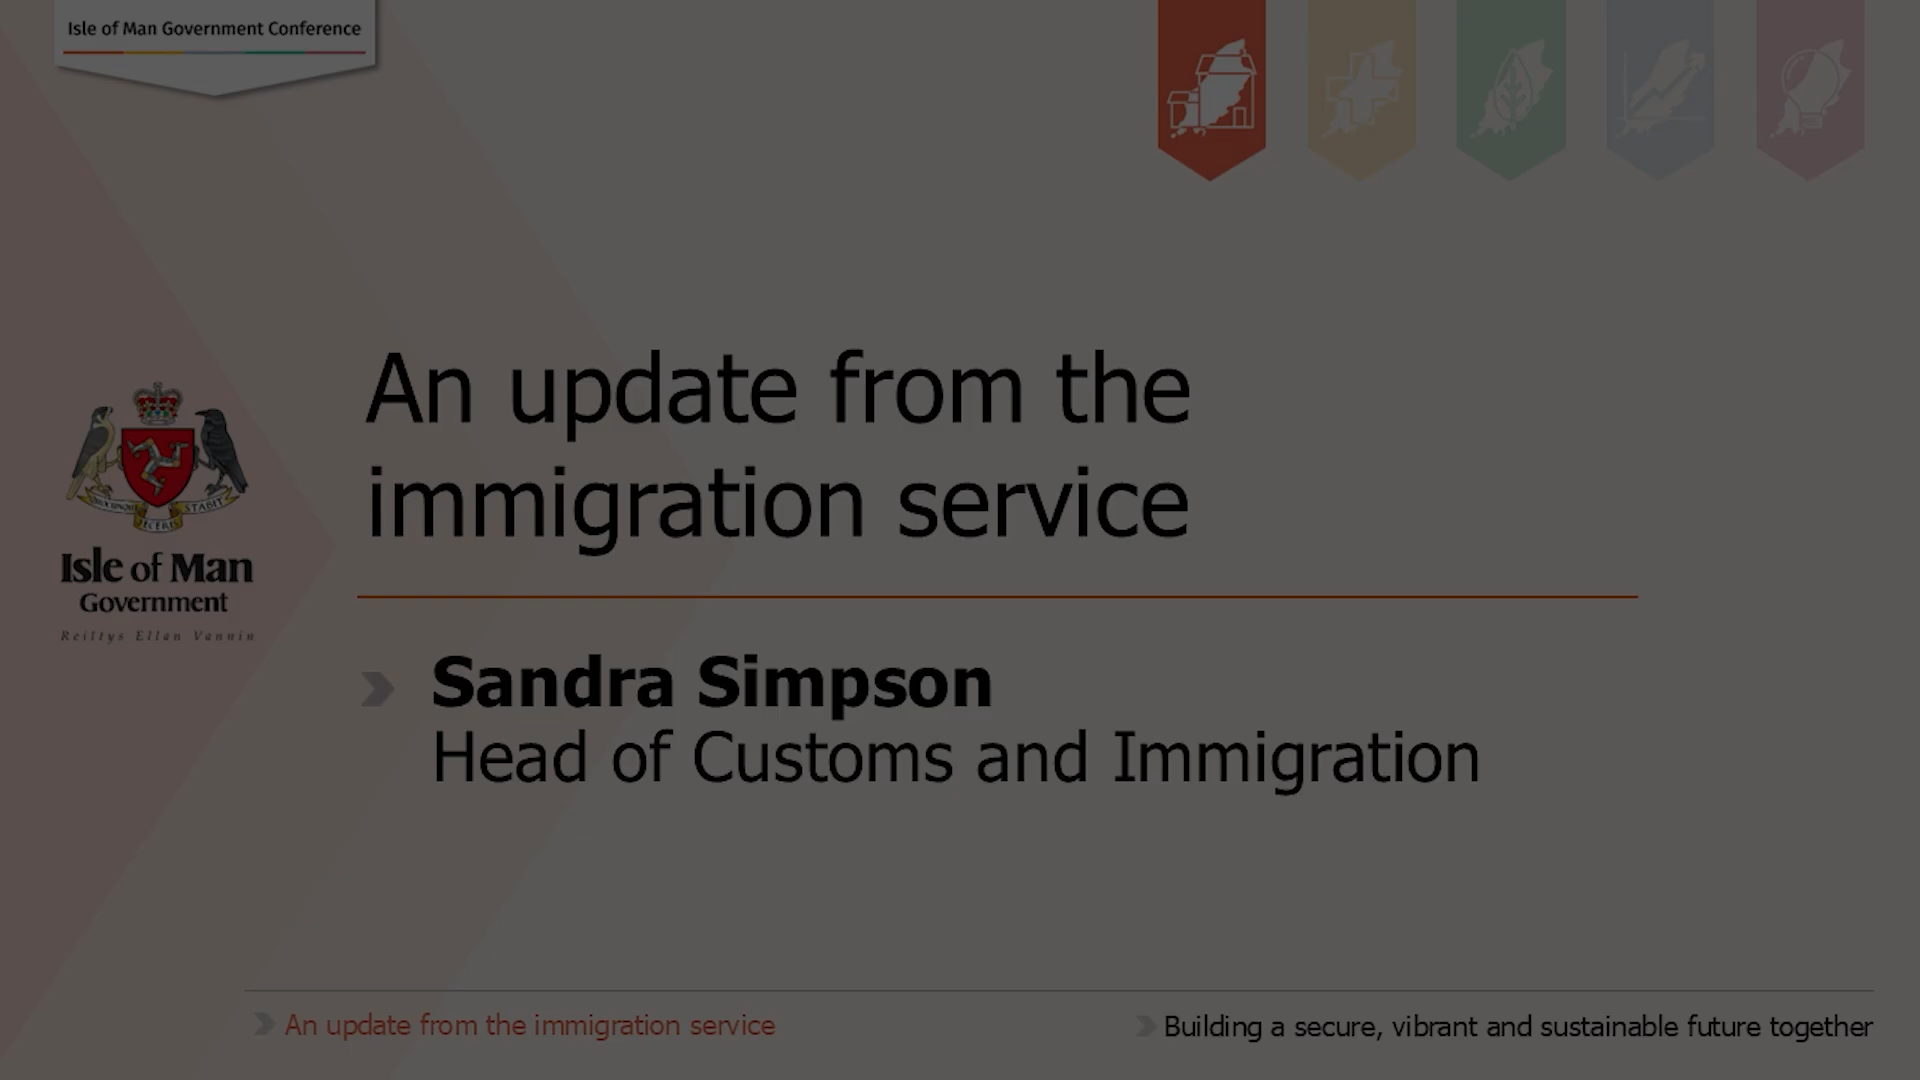 Isle of Man Government Conference
An update from the
immigration service
STABIT
Isle of Man
Government
Reiltys Ellan Vannin
Sandra Simpson
Head of Customs and Immigration
An update from the immigration service
Building a secure, vibrant and sustainable future together